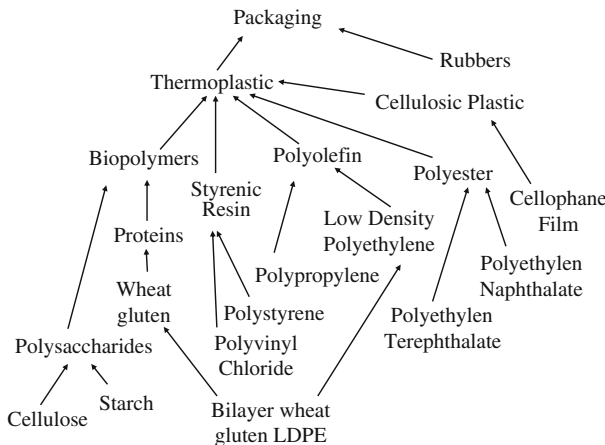 Packaging
Rubbers
Thermoplastic
Cellulosic Plastic
Biopolymers
Polyolefin
Polyester
Styrenic
Resin
Cellophane
Film
Low Density
Polyethylene
Proteins
Polypropylene
Polyethylen
Naphthalate
Wheat
gluten
Polystyrene
Polyethylen
Terephthalate
Polysaccharides
Polyvinyl
Chloride
Cellulose
Starch
Bilayer wheat
gluten LDPE